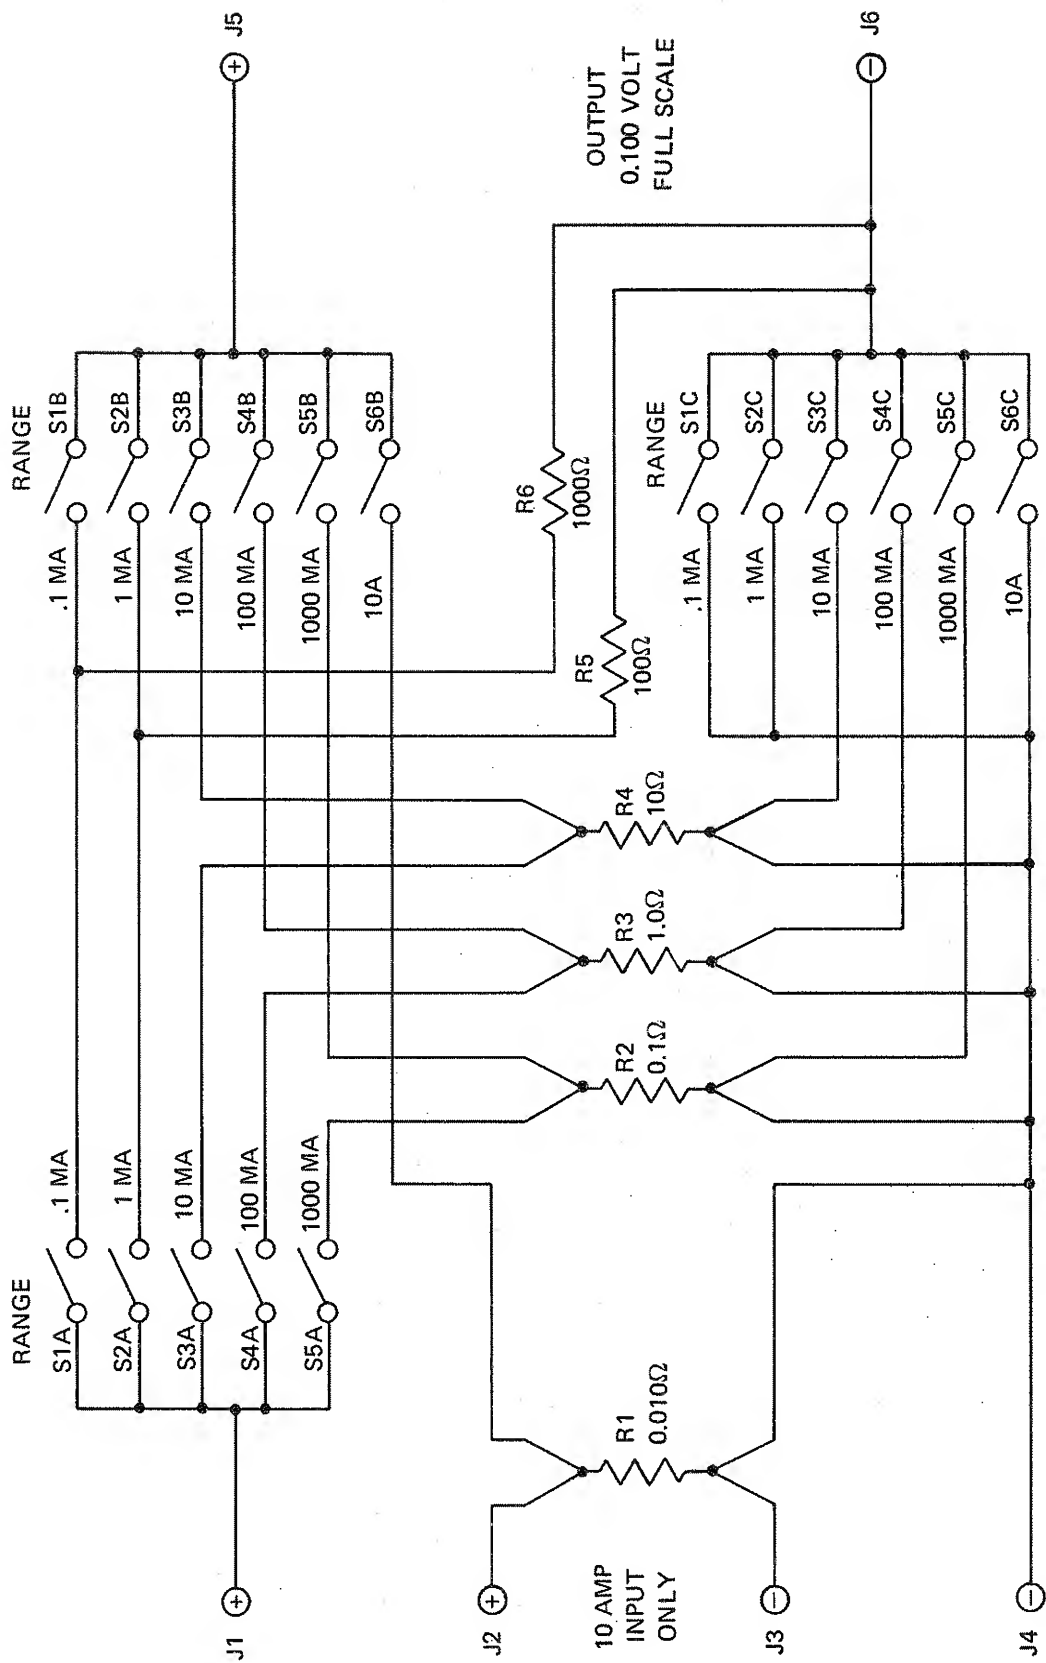 RANGE
S1A
.1 MA
S2A
1 MA
S3A
10 MA
S4A
100 MA
S5A
1000 MA
RANGE
.1 MA
S1B
1 MA
S2B
10 MA
S3B
100 MA
S4B
1000 MA
S5B
10A
S6B
J1
+
J5
+
J2
+
10 AMP
INPUT
ONLY
J3
−
J4
−
R1
0.010Ω
R2
0.1Ω
R3
1.0Ω
R4
10Ω
R5
100Ω
R6
1000Ω
OUTPUT
0.100 VOLT
FULL SCALE
RANGE
.1 MA
S1C
1 MA
S2C
10 MA
S3C
100 MA
S4C
1000 MA
S5C
10A
S6C
−
J6